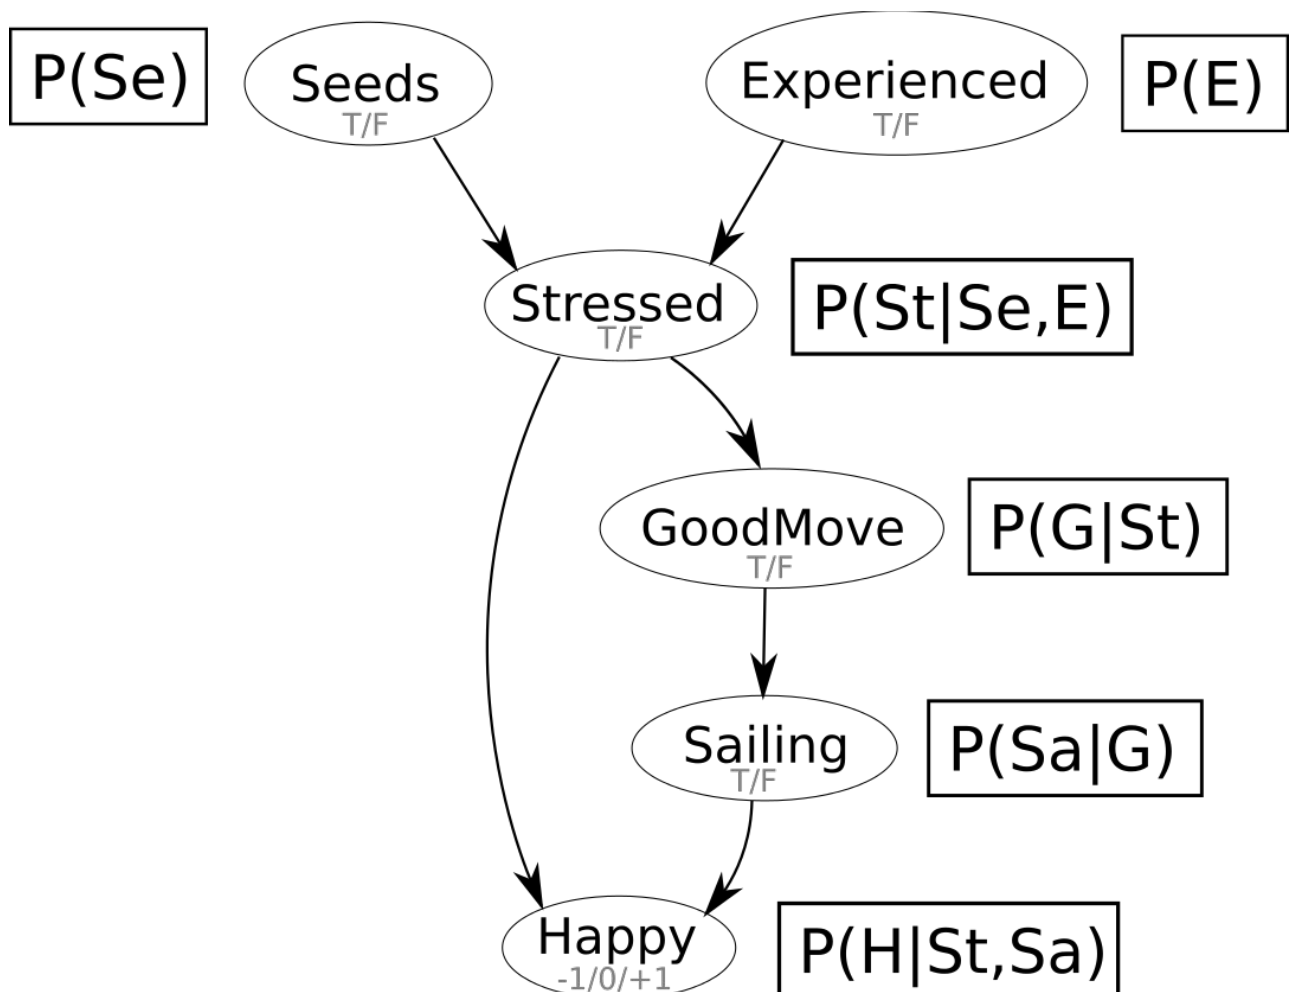 P(Se)
Seeds
T/F
Experienced
T/F
P(E)
Stressed
T/F
P(St|Se,E)
GoodMove
T/F
P(G|St)
Sailing
T/F
P(Sa|G)
Happy
-1/0/+1
P(H|St,Sa)